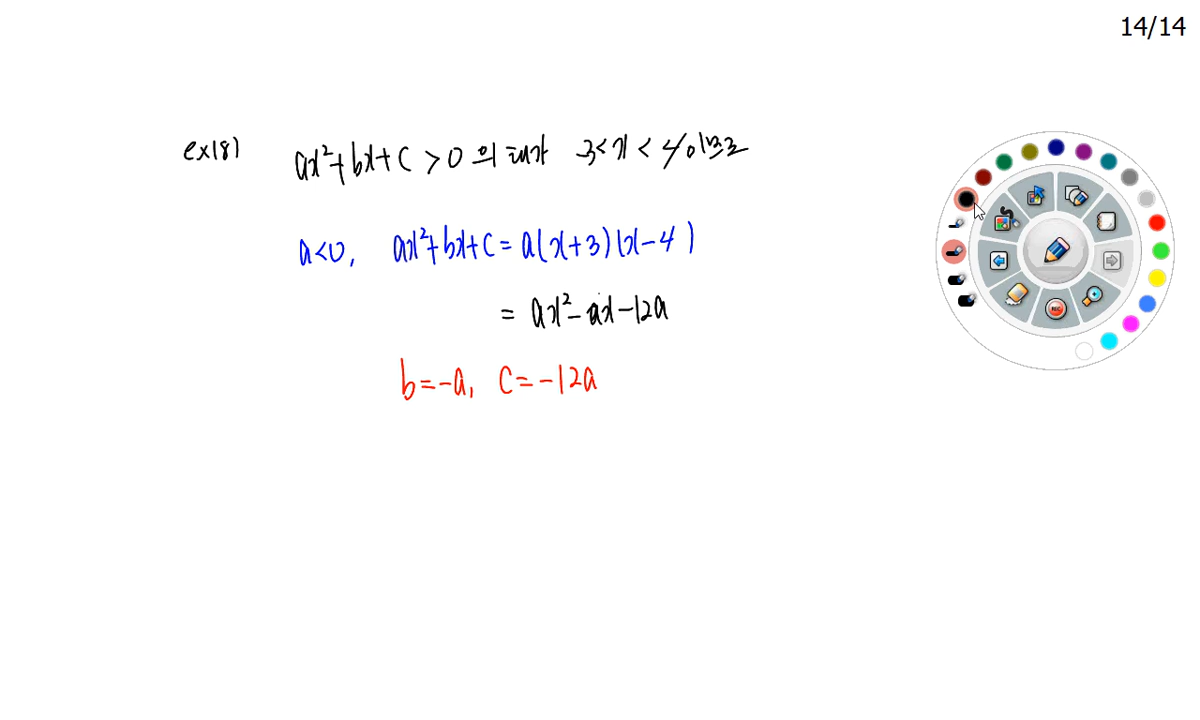 14/14
ex18) ax²+bx+c > 0 의 해가 -3<x<4이므로
a<0, ax²+bx+c = a(x+3)(x-4)
= ax²-ax-12a
b=-a, c=-12a
REC